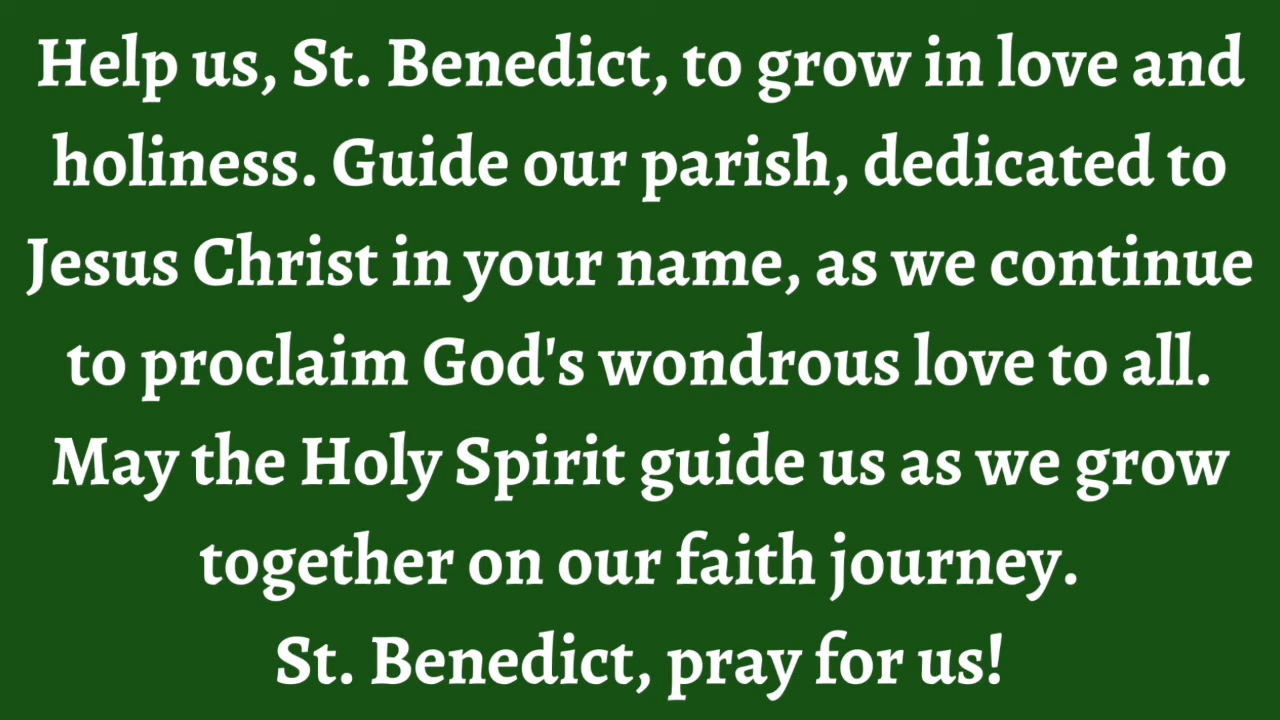 Help us, St. Benedict, to grow in love and
holiness. Guide our parish, dedicated to
Jesus Christ in your name, as we continue
to proclaim God's wondrous love to all.
May the Holy Spirit guide us as we grow
together on our faith journey.
St. Benedict, pray for us!